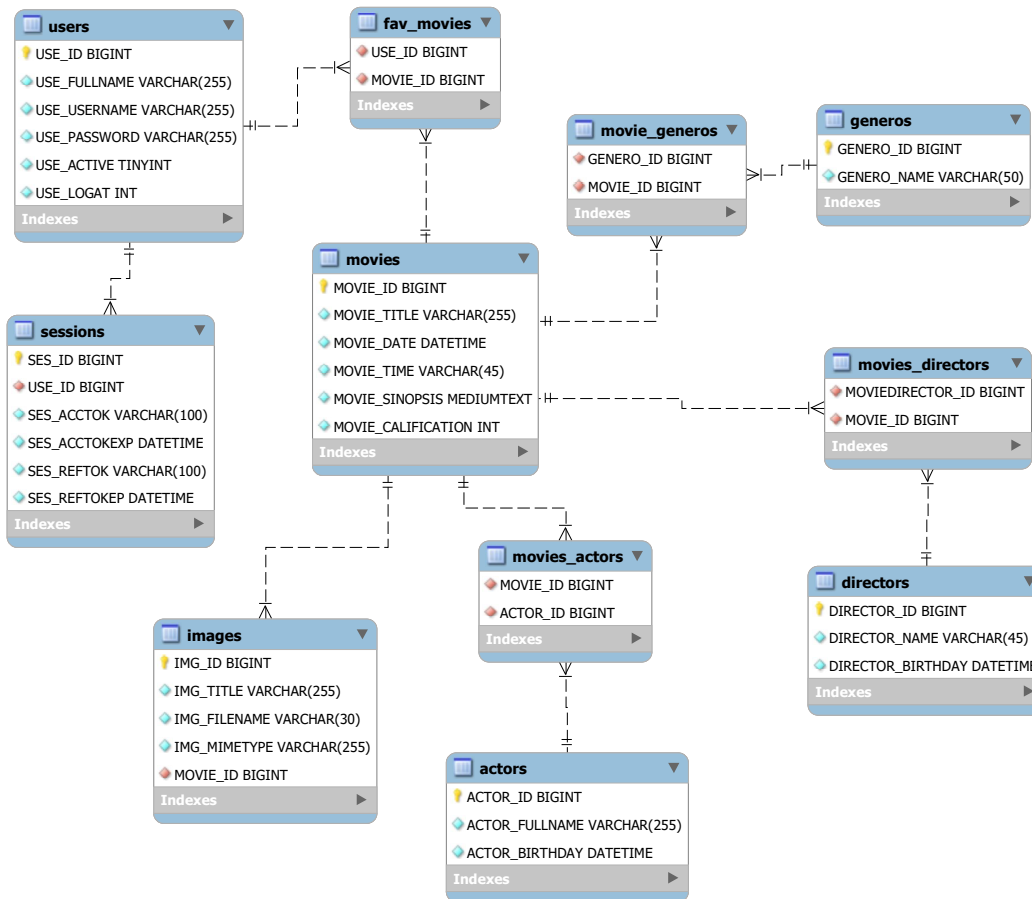 users
USE_ID BIGINT
USE_FULLNAME VARCHAR(255)
USE_USERNAME VARCHAR(255)
USE_PASSWORD VARCHAR(255)
USE_ACTIVE TINYINT
USE_LOGAT INT
Indexes
fav_movies
USE_ID BIGINT
MOVIE_ID BIGINT
Indexes
movie_generos
GENERO_ID BIGINT
MOVIE_ID BIGINT
Indexes
generos
GENERO_ID BIGINT
GENERO_NAME VARCHAR(50)
Indexes
movies
MOVIE_ID BIGINT
MOVIE_TITLE VARCHAR(255)
MOVIE_DATE DATETIME
MOVIE_TIME VARCHAR(45)
MOVIE_SINOPSIS MEDIUMTEXT
MOVIE_CALIFICATION INT
Indexes
sessions
SES_ID BIGINT
USE_ID BIGINT
SES_ACCTOK VARCHAR(100)
SES_ACCTOKEXP DATETIME
SES_REFTOK VARCHAR(100)
SES_REFTOKEP DATETIME
Indexes
movies_directors
MOVIEDIRECTOR_ID BIGINT
MOVIE_ID BIGINT
Indexes
movies_actors
MOVIE_ID BIGINT
ACTOR_ID BIGINT
Indexes
directors
DIRECTOR_ID BIGINT
DIRECTOR_NAME VARCHAR(45)
DIRECTOR_BIRTHDAY DATETIME
Indexes
images
IMG_ID BIGINT
IMG_TITLE VARCHAR(255)
IMG_FILENAME VARCHAR(30)
IMG_MIMETYPE VARCHAR(255)
MOVIE_ID BIGINT
Indexes
actors
ACTOR_ID BIGINT
ACTOR_FULLNAME VARCHAR(255)
ACTOR_BIRTHDAY DATETIME
Indexes